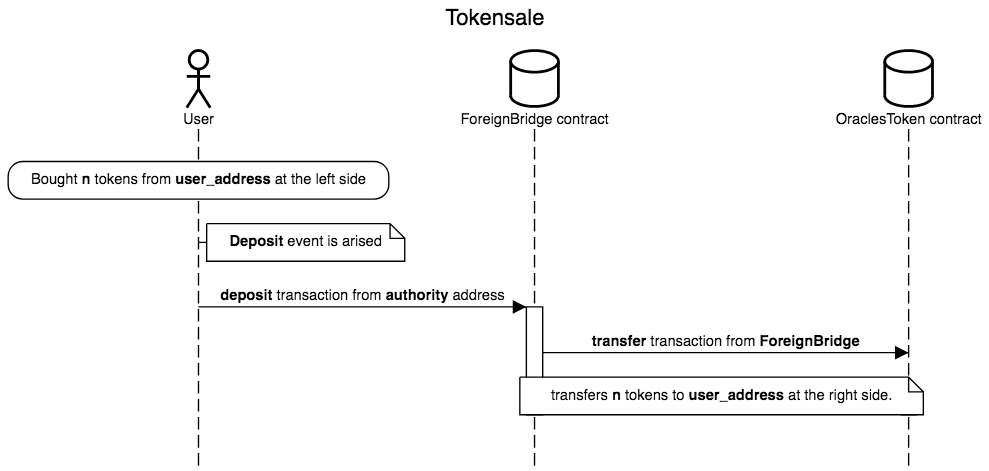 Tokensale
User
ForeignBridge contract
OraclesToken contract
Bought n tokens from user_address at the left side
Deposit event is arised
deposit transaction from authority address
transfer transaction from ForeignBridge
transfers n tokens to user_address at the right side.